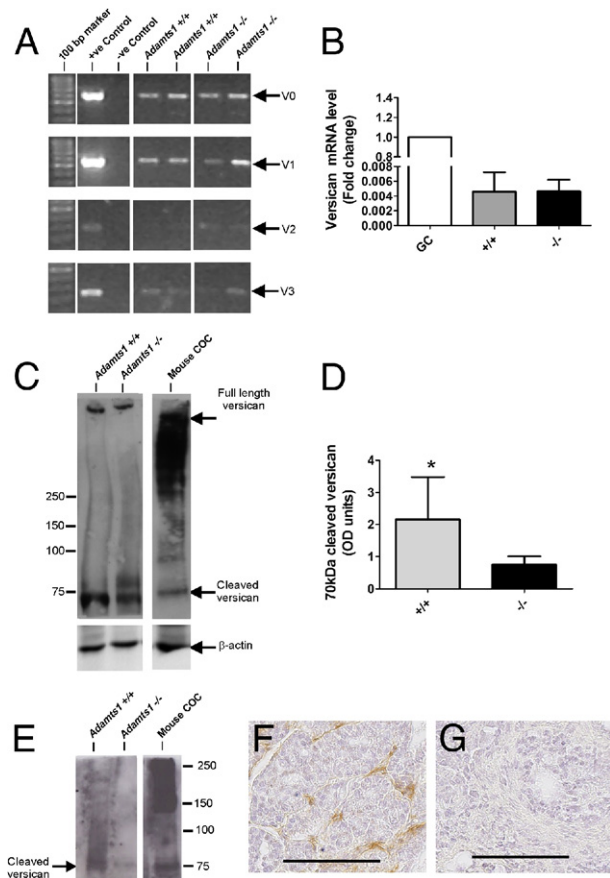 A
100 bp marker
+ve Control
-ve Control
Adamts1 +/+
Adamts1 +/+
Adamts1 -/-
Adamts1 -/-
V0
V1
V2
V3
B
Versican mRNA level
(Fold change)
1.4
1.2
1.0
0.8
0.008
0.006
0.004
0.002
0.000
GC
+/+
-/-
C
Adamts1 +/+
Adamts1 -/-
Mouse COC
Full length
versican
250
150
100
75
Cleaved
versican
β-actin
D
70kDa cleaved versican
(OD units)
4
3
2
1
0
*
+/+
-/-
E
Adamts1 +/+
Adamts1 -/-
Mouse COC
250
150
100
75
Cleaved
versican
F
G